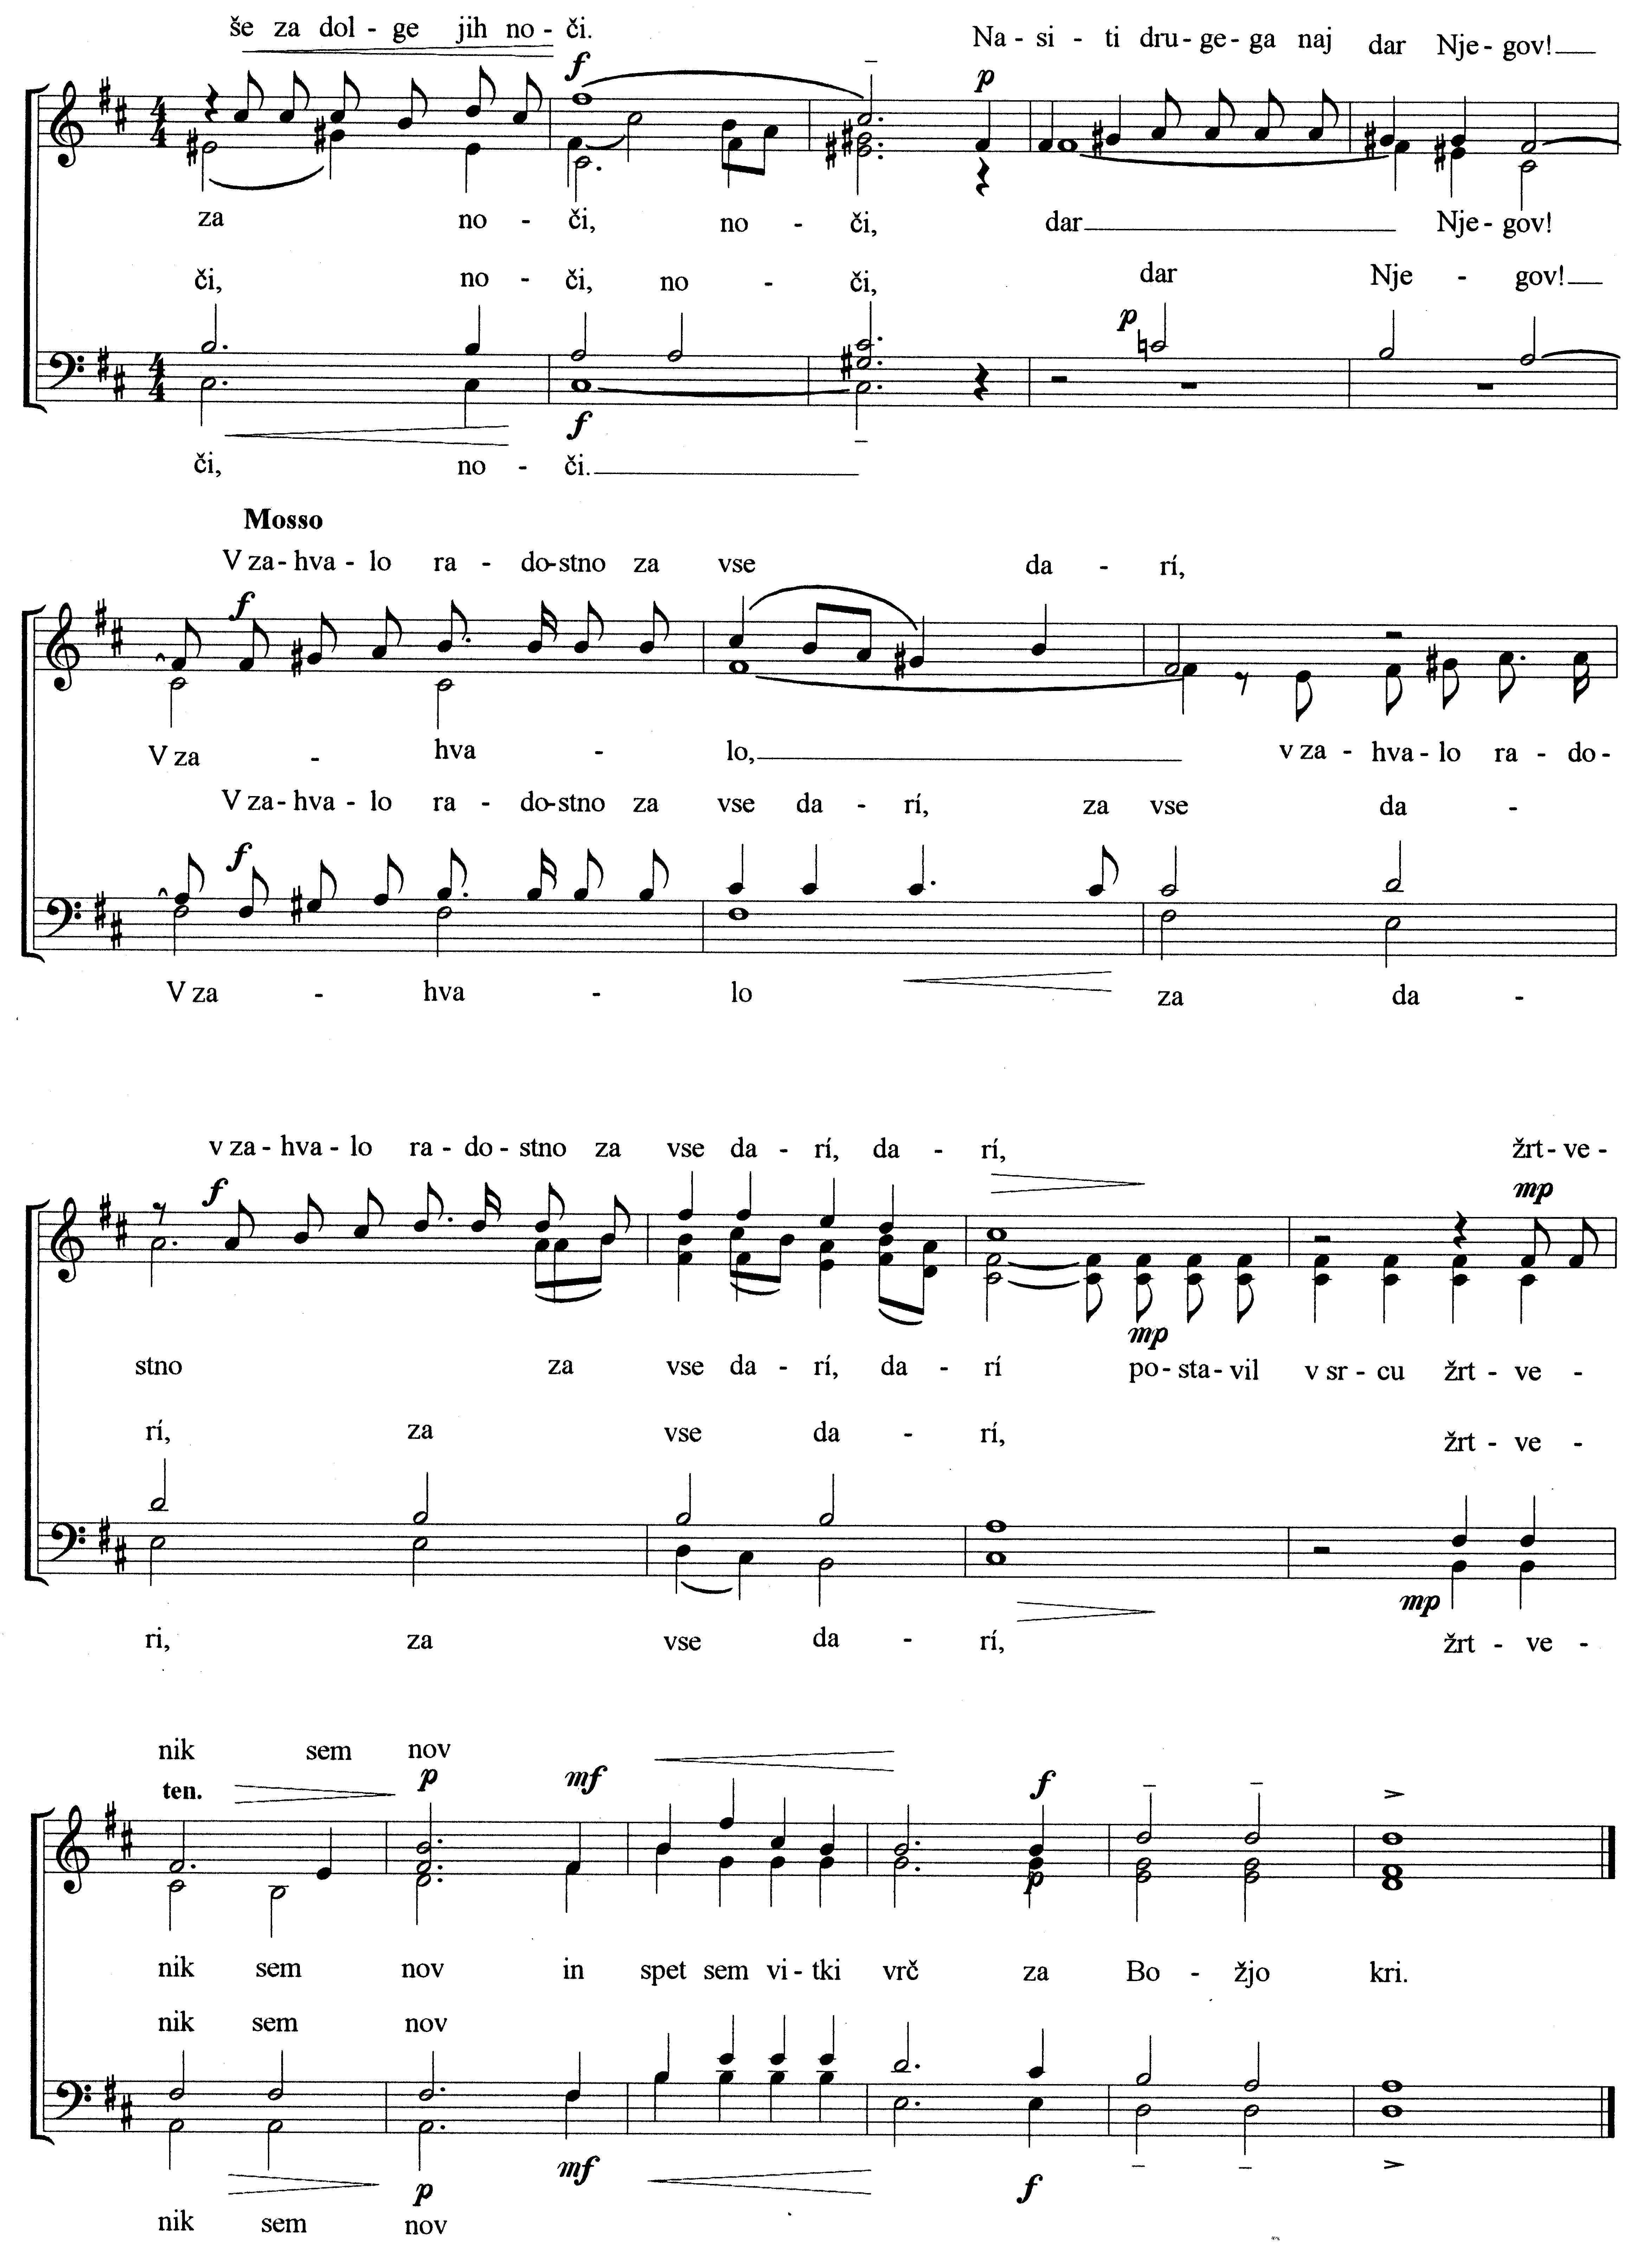 še za dol - ge jih no - či. Na - si - ti dru - ge - ga naj dar Nje - gov!
f p
za no - či, no - či, dar Nje - gov!
či, no - či, no - či, dar Nje - gov!
p
f
či, no - či.
Mosso
V za - hva - lo ra - do - stno za vse da - rí,
f
V za - hva - lo, v za - hva - lo ra - do -
V za - hva - lo ra - do - stno za vse da - rí, za vse da -
f
V za - hva - lo za da -
v za - hva - lo ra - do - stno za vse da - rí, da - rí, žrt - ve -
f mp
mp
stno za vse da - rí, da - rí po - sta - vil v sr - cu žrt - ve -
rí, za vse da - rí, žrt - ve -
mp
ri, za vse da - rí, žrt - ve -
nik sem nov
ten. p mf f
p
nik sem nov in spet sem vi - tki vrč za Bo - žjo kri.
nik sem nov
p mf f
nik sem nov